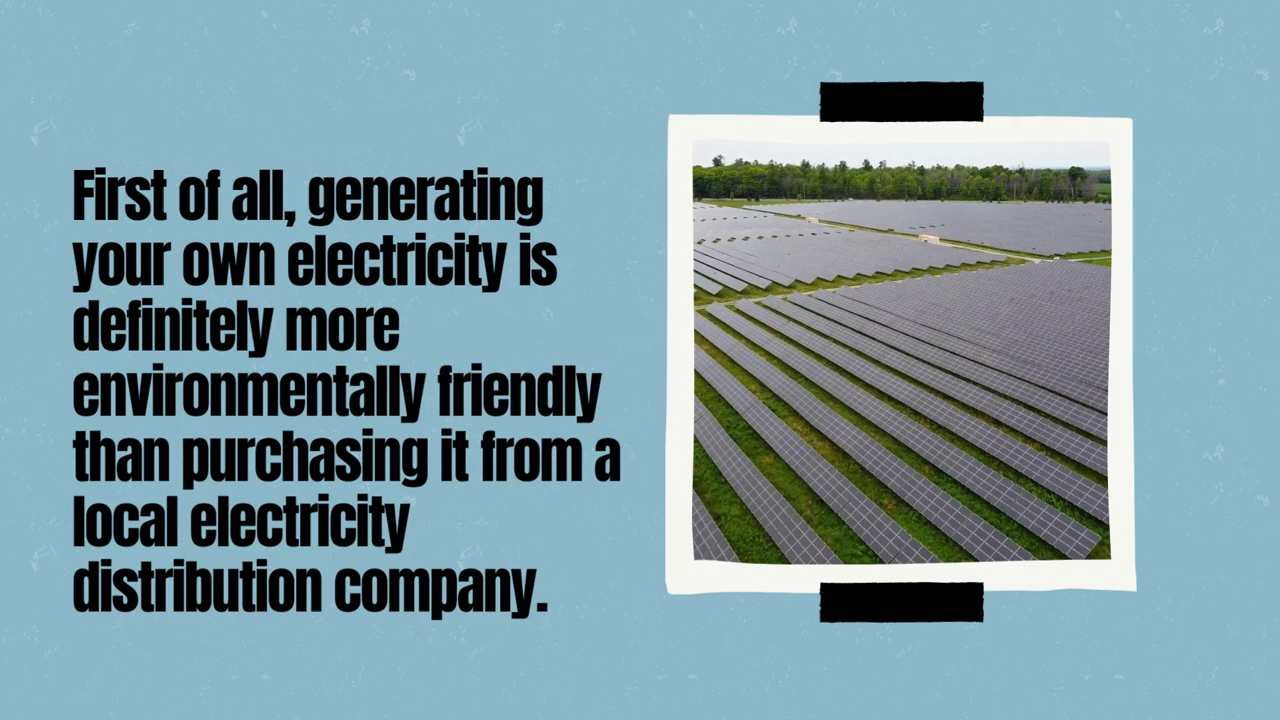 First of all, generating
your own electricity is
definitely more
environmentally friendly
than purchasing it from a
local electricity
distribution company.